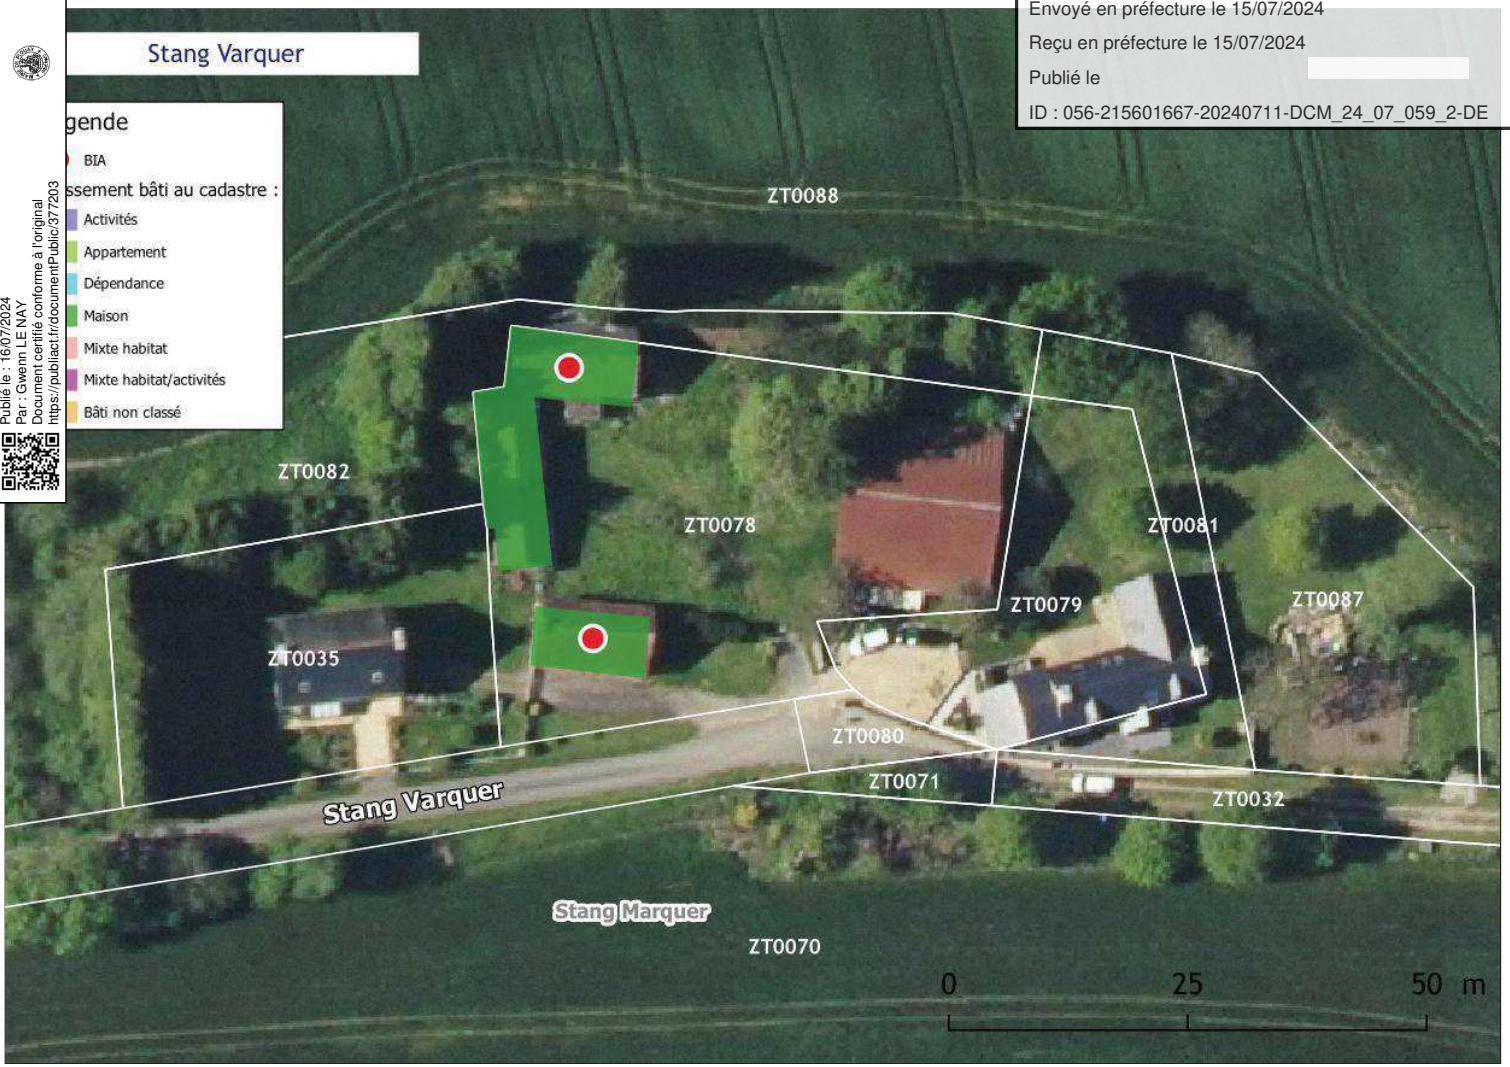 Stang Varquer
Envoyé en préfecture le 15/07/2024
Reçu en préfecture le 15/07/2024
Publié le
ID : 056-215601667-20240711-DCM_24_07_059_2-DE
gende
BIA
ssement bâti au cadastre :
Activités
Appartement
Dépendance
Maison
Mixte habitat
Mixte habitat/activités
Bâti non classé
Publié le : 16/07/2024
Par : Gwenn LE NAY
Document certifié conforme à l'original
https://publiact.fr/documentPublic/377203
ZT0088
ZT0082
ZT0078
ZT0081
ZT0079
ZT0087
ZT0035
ZT0080
ZT0071
ZT0032
Stang Varquer
Stang Marquer
ZT0070
0 25 50 m